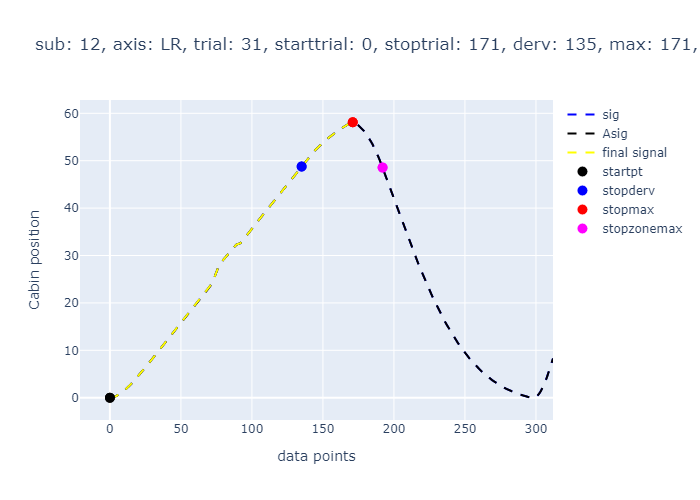 sub: 12, axis: LR, trial: 31, starttrial: 0, stoptrial: 171, derv: 135, max: 171,
60
50
40
30
20
10
0
Cabin position
0 50 100 150 200 250 300
data points
sig
Asig
final signal
startpt
stopderv
stopmax
stopzonemax